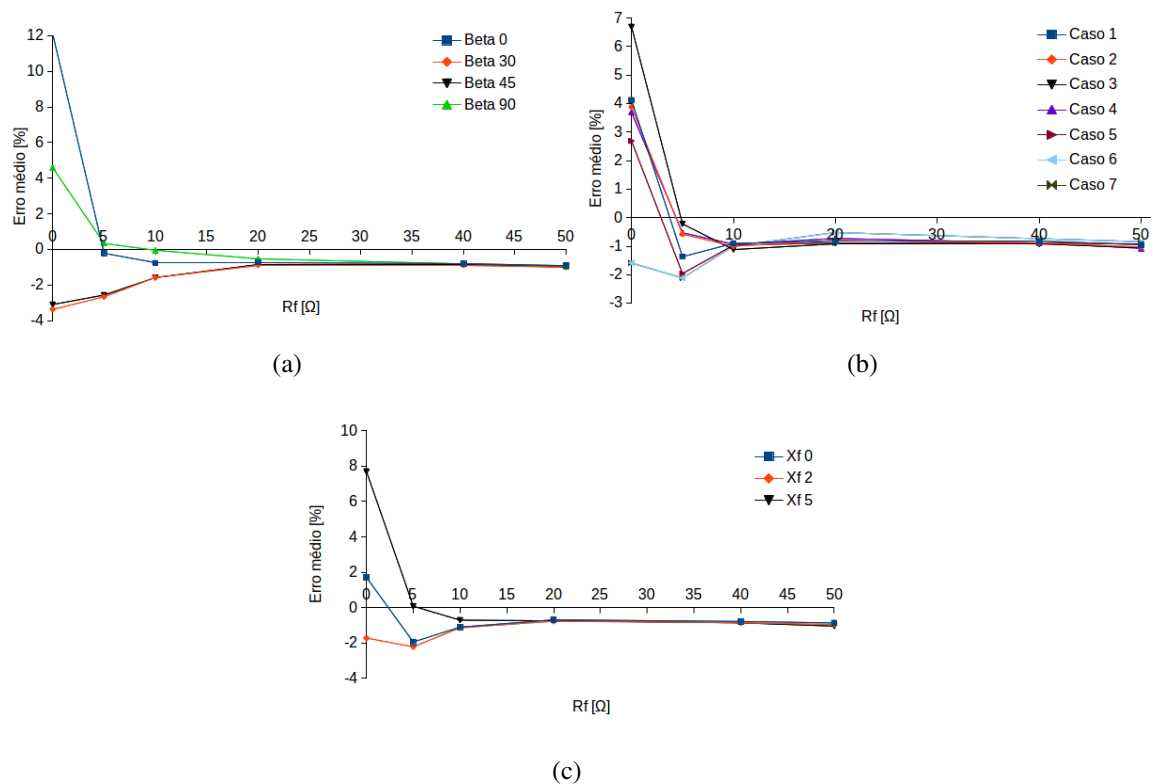 12
10
8
6
4
2
0
-2
-4
Erro médio [%]
0 5 10 15 20 25 30 35 40 45 50
Rf [Ω]
Beta 0
Beta 30
Beta 45
Beta 90
(a)
7
6
5
4
3
2
1
0
-1
-2
-3
Erro médio [%]
0 10 20 30 40 50
Rf [Ω]
Caso 1
Caso 2
Caso 3
Caso 4
Caso 5
Caso 6
Caso 7
(b)
10
8
6
4
2
0
-2
-4
Erro médio [%]
0 5 10 15 20 25 30 35 40 45 50
Rf [Ω]
Xf 0
Xf 2
Xf 5
(c)